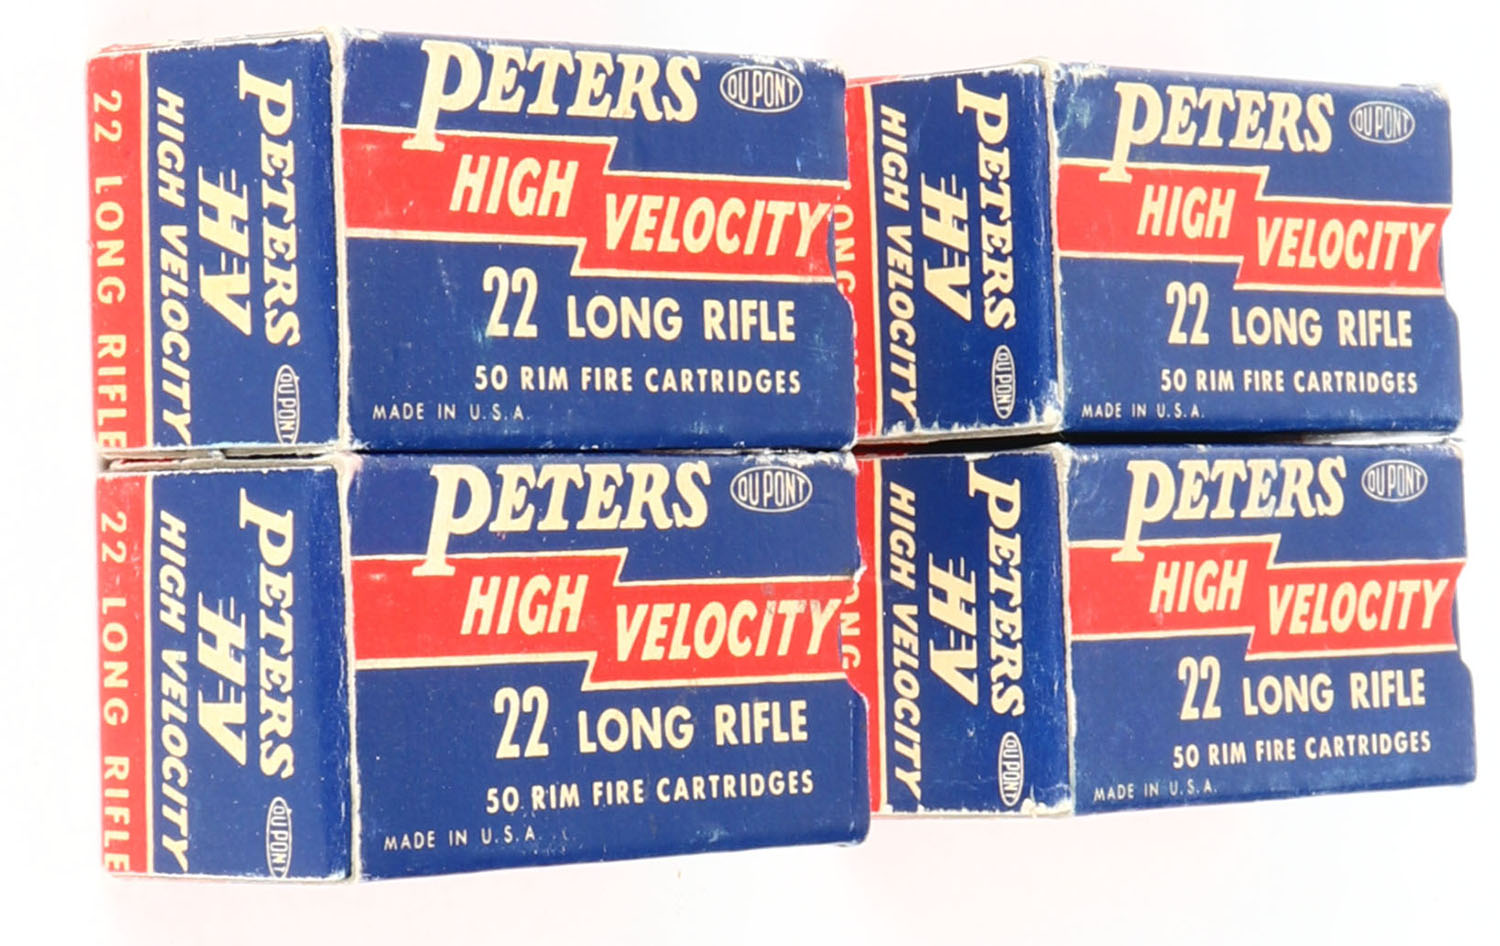 PETERS DU PONT
HIGH VELOCITY
22 LONG RIFLE
50 RIM FIRE CARTRIDGES
MADE IN U.S.A.
PETERS DU PONT
HV
HIGH VELOCITY
22 LONG RIFLE
PETERS DU PONT
HIGH VELOCITY
22 LONG RIFLE
50 RIM FIRE CARTRIDGES
MADE IN U.S.A.
PETERS DU PONT
HV
HIGH VELOCITY
LONG
PETERS DU PONT
HIGH VELOCITY
22 LONG RIFLE
50 RIM FIRE CARTRIDGES
MADE IN U.S.A.
PETERS DU PONT
HV
HIGH VELOCITY
22 LONG RIFLE
PETERS DU PONT
HIGH VELOCITY
22 LONG RIFLE
50 RIM FIRE CARTRIDGES
MADE IN U.S.A.
PETERS DU PONT
HV
HIGH VELOCITY